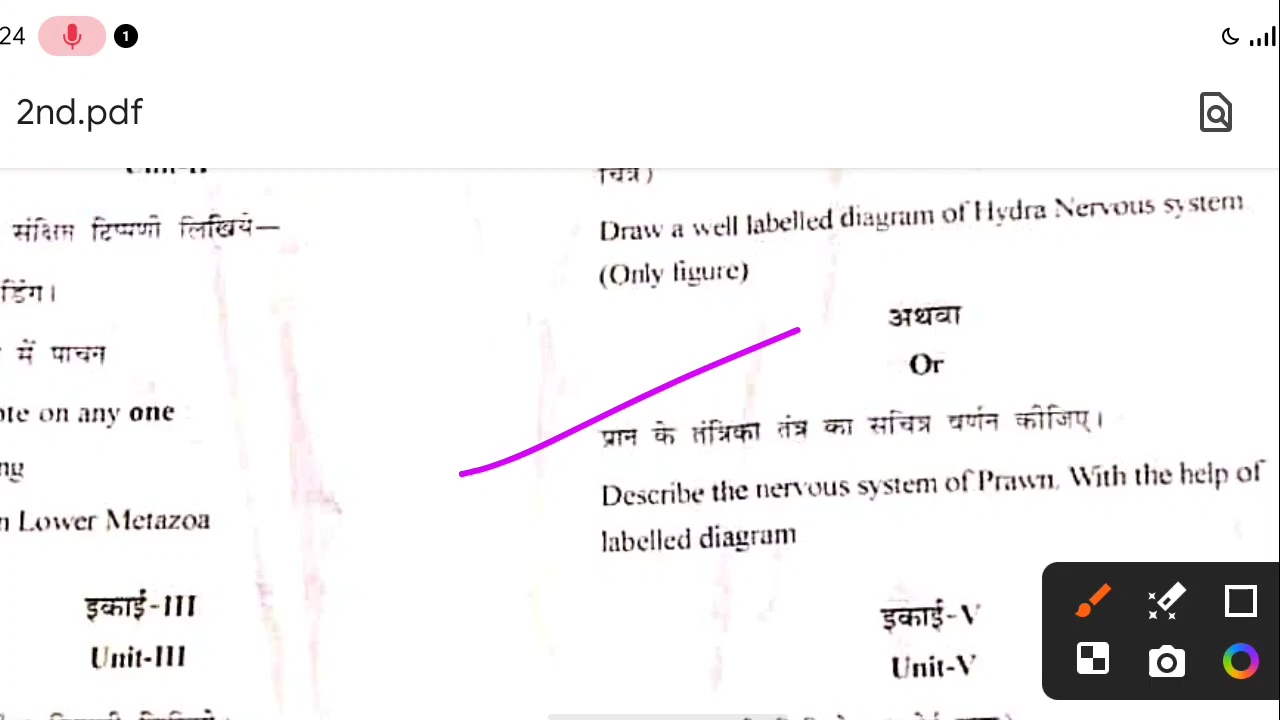 24
1
2nd.pdf
संक्षिप्त टिप्पणी लिखिये—
डिंग।
में पाचन
ote on any one
ng
n Lower Metazoa
इकाई-III
Unit-III
चित्र)
Draw a well labelled diagram of Hydra Nervous system
(Only figure)
अथवा
Or
प्रान के तंत्रिका तंत्र का सचित्र वर्णन कीजिए।
Describe the nervous system of Prawn. With the help of
labelled diagram
इकाई-V
Unit-V